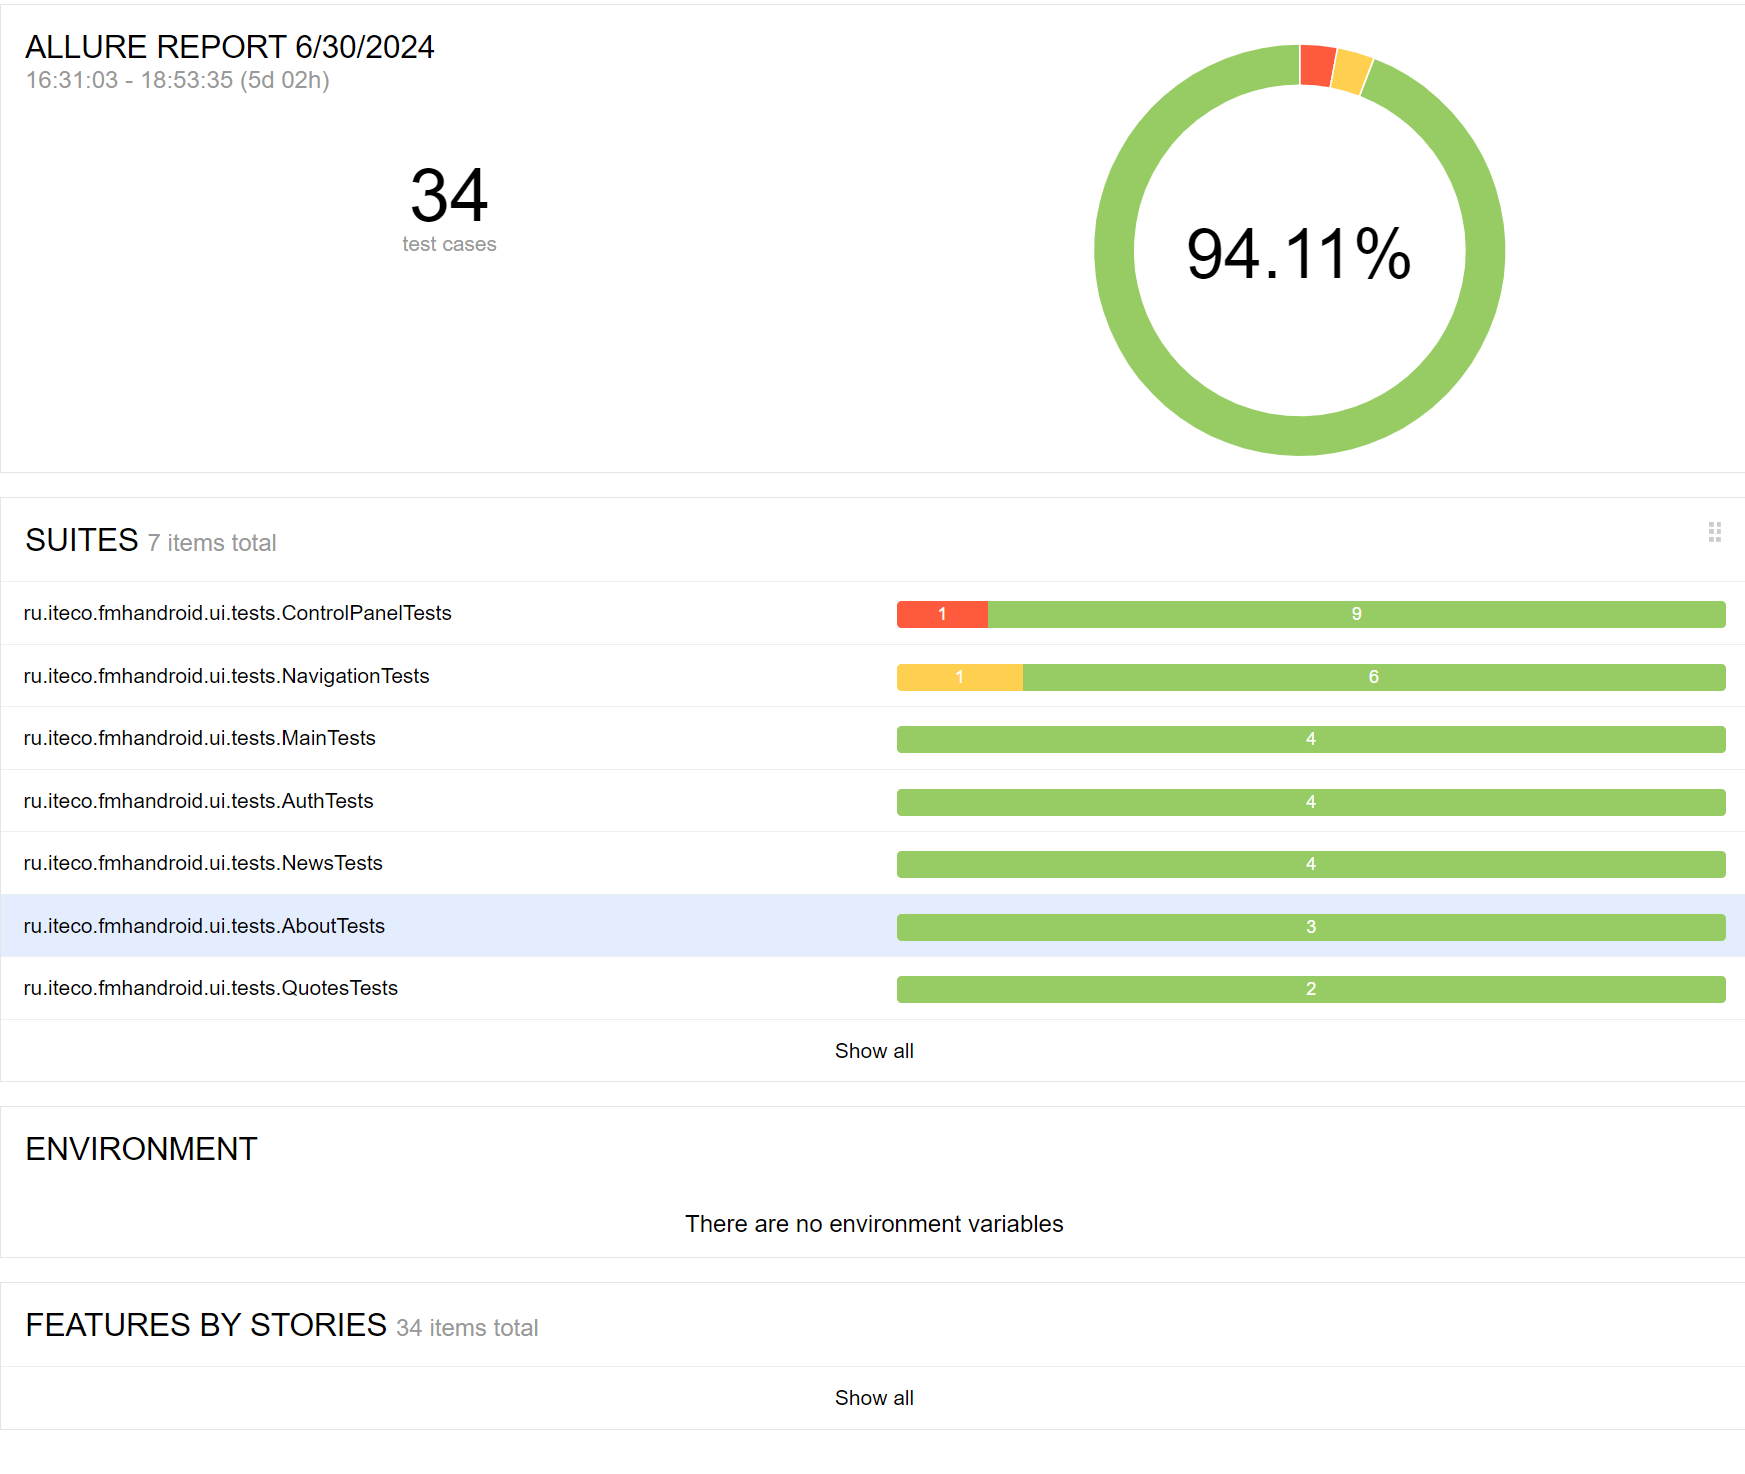 ALLURE REPORT 6/30/2024
16:31:03 - 18:53:35 (5d 02h)
34
test cases
94.11%
SUITES 7 items total
ru.iteco.fmhandroid.ui.tests.ControlPanelTests 1 9
ru.iteco.fmhandroid.ui.tests.NavigationTests 1 6
ru.iteco.fmhandroid.ui.tests.MainTests 4
ru.iteco.fmhandroid.ui.tests.AuthTests 4
ru.iteco.fmhandroid.ui.tests.NewsTests 4
ru.iteco.fmhandroid.ui.tests.AboutTests 3
ru.iteco.fmhandroid.ui.tests.QuotesTests 2
Show all
ENVIRONMENT
There are no environment variables
FEATURES BY STORIES 34 items total
Show all